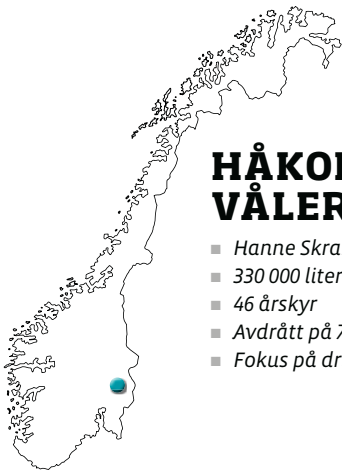 VÅLER
Hanne
330 000 liter
46 årskyr
Avdrått på
Fokus på